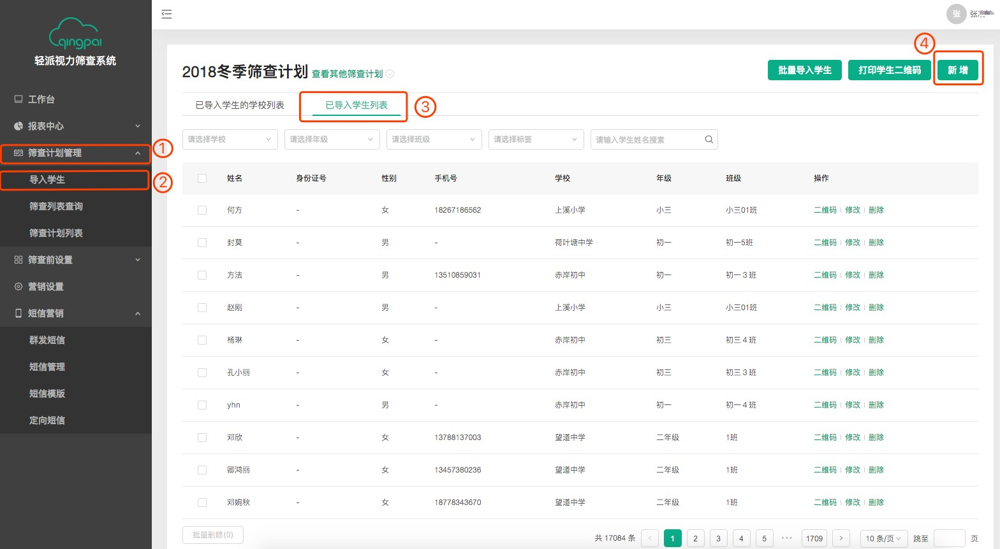 qingpai
轻派视力筛查系统
工作台
报表中心
筛查计划管理 ①
导入学生 ②
筛查列表查询
筛查计划列表
筛查前设置
营销设置
短信营销
群发短信
短信管理
短信模版
定向短信
张 张
2018冬季筛查计划 查看其他筛查计划
批量导入学生 打印学生二维码 新 增 ④
已导入学生的学校列表 已导入学生列表 ③
请选择学校 请选择年级 请选择班级 请选择标签 请输入学生姓名搜索
姓名 身份证号 性别 手机号 学校 年级 班级 操作
何方 - 女 18267186562 上溪小学 小三 小三01班 二维码 修改 删除
封莫 - 男 - 荷叶塘中学 初一 初一5班 二维码 修改 删除
方法 - 男 13510859031 赤岸初中 初一 初一３班 二维码 修改 删除
赵刚 - 男 - 上溪小学 小三 小三01班 二维码 修改 删除
杨琳 - 女 - 赤岸初中 初三 初三４班 二维码 修改 删除
孔小丽 - 女 - 赤岸初中 初三 初三３班 二维码 修改 删除
yhn - 男 - 赤岸初中 初一 初一４班 二维码 修改 删除
邓欣 - 女 13788137003 望道中学 二年级 1班 二维码 修改 删除
卿鸿丽 - 女 13457380236 望道中学 二年级 1班 二维码 修改 删除
邓婉秋 - 女 18778343670 望道中学 二年级 1班 二维码 修改 删除
批量删除(0)
共 17084 条 < 1 2 3 4 5 ••• 1709 > 10 条/页 跳至 页